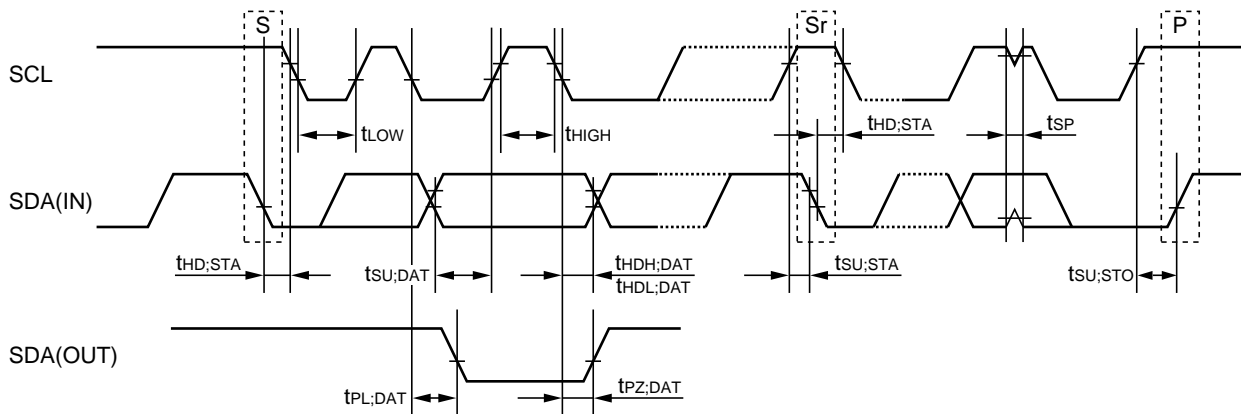 S Sr P
SCL
tLOW tHIGH tHD;STA tSP
SDA(IN)
tHD;STA tSU;DAT tHDH;DAT tSU;STA tSU;STO
tHDL;DAT
SDA(OUT)
tPL;DAT tPZ;DAT